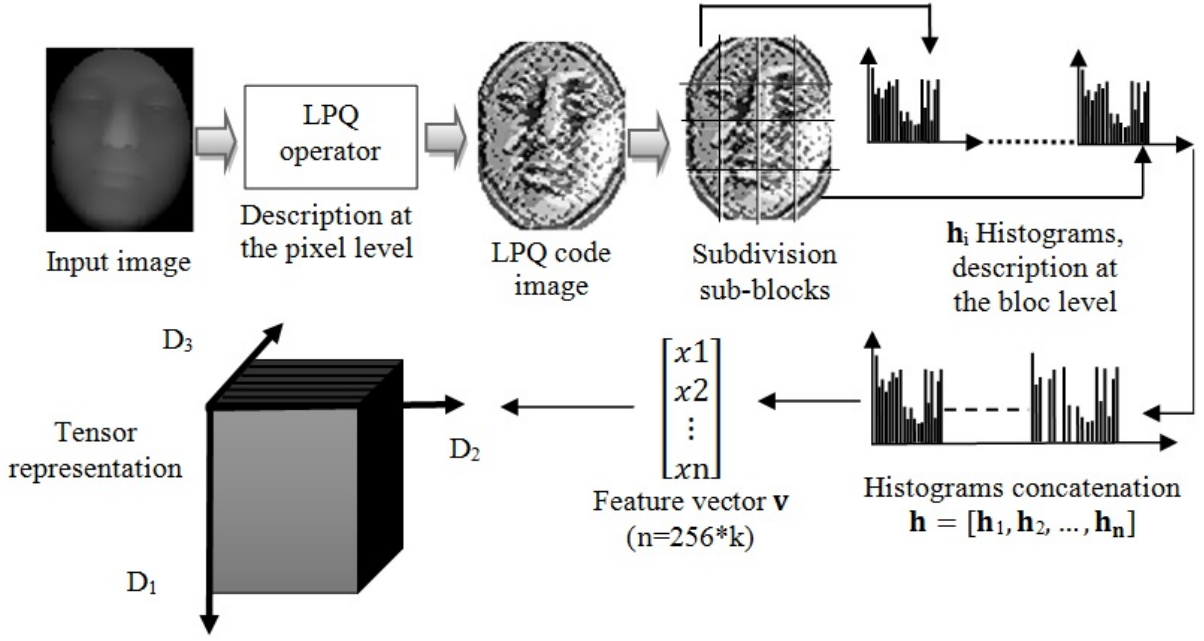 LPQ
operator
Input image
Description at
the pixel level
LPQ code
image
Subdivision
sub-blocks
hᵢ Histograms,
description at
the bloc level
Histograms concatenation
h = [h₁, h₂, ..., hₙ]
x1
x2
⋮
xn
Feature vector v
(n=256*k)
D₃
D₂
D₁
Tensor
representation